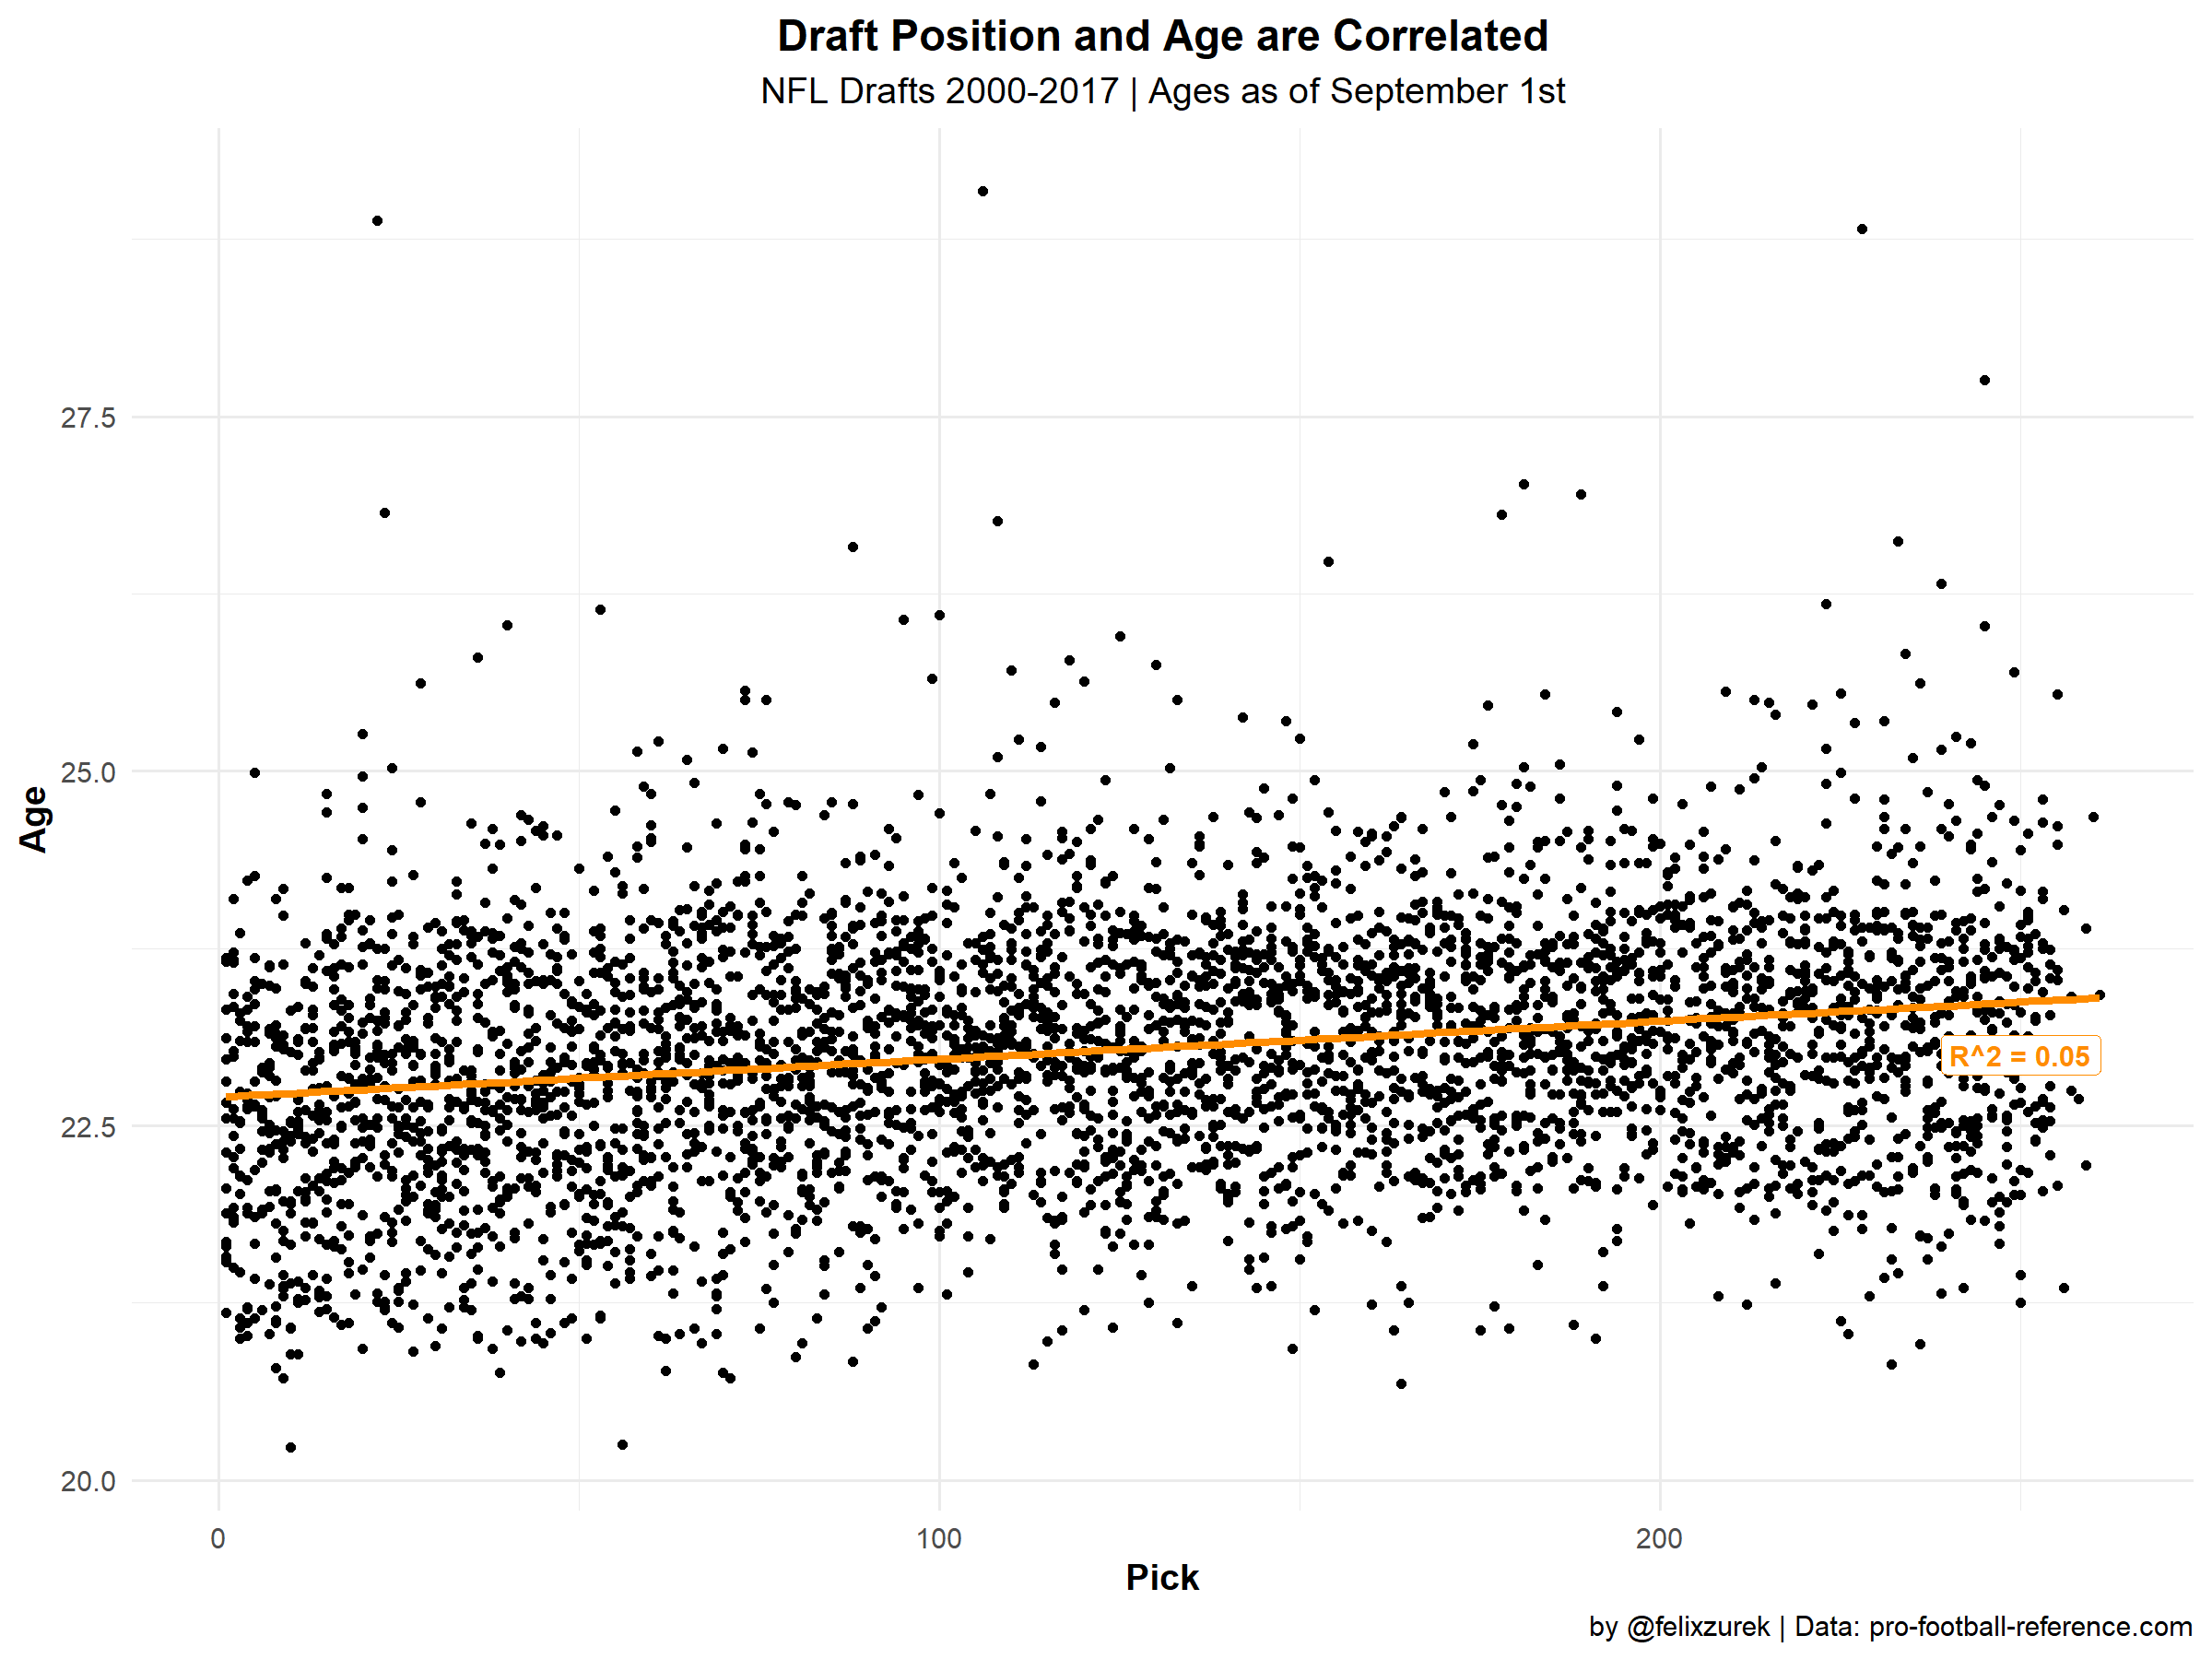 Draft Position and Age are Correlated
NFL Drafts 2000-2017 | Ages as of September 1st
Age
27.5
25.0
22.5
20.0
R^2 = 0.05
0
100
200
Pick
by @felixzurek | Data: pro-football-reference.com